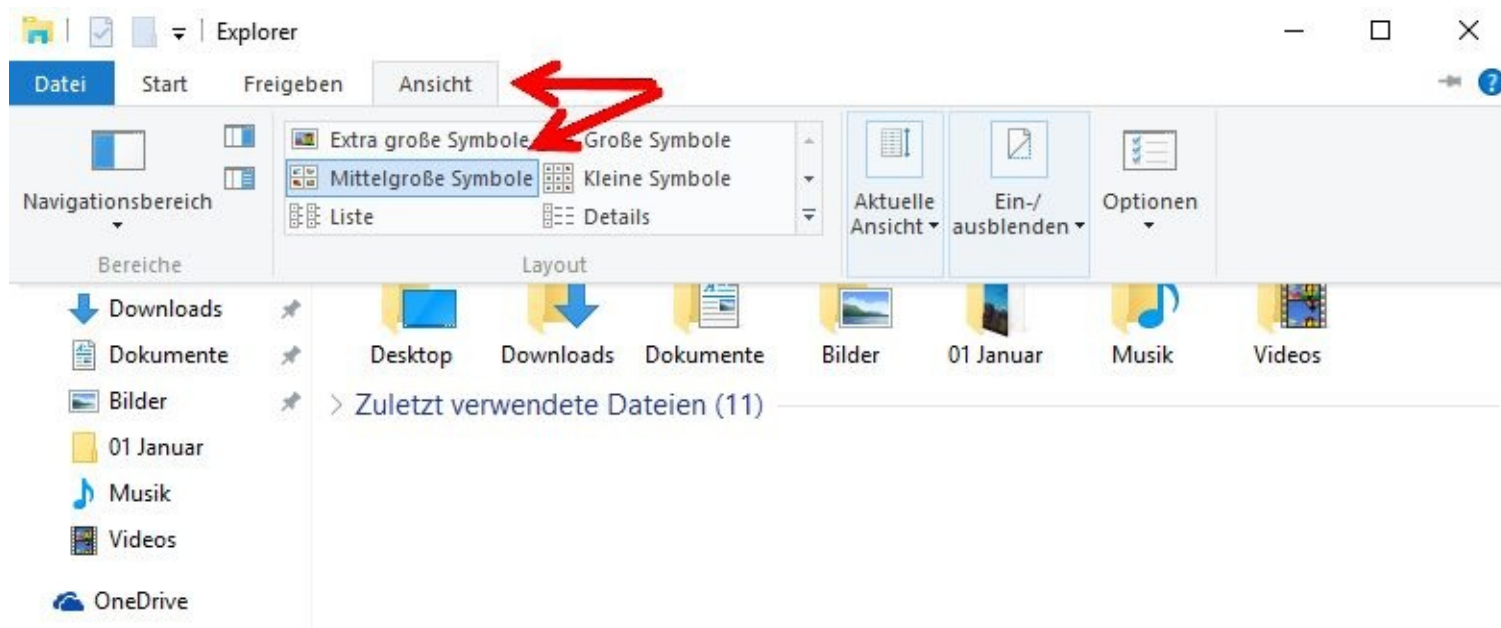 Explorer
Datei Start Freigeben Ansicht
Extra große Symbole Große Symbole
Mittelgroße Symbole Kleine Symbole
Liste Details
Navigationsbereich
Aktuelle Ansicht
Ein-/ausblenden
Optionen
Bereiche Layout
Downloads
Dokumente
Bilder
01 Januar
Musik
Videos
OneDrive
Desktop Downloads Dokumente Bilder 01 Januar Musik Videos
Zuletzt verwendete Dateien (11)